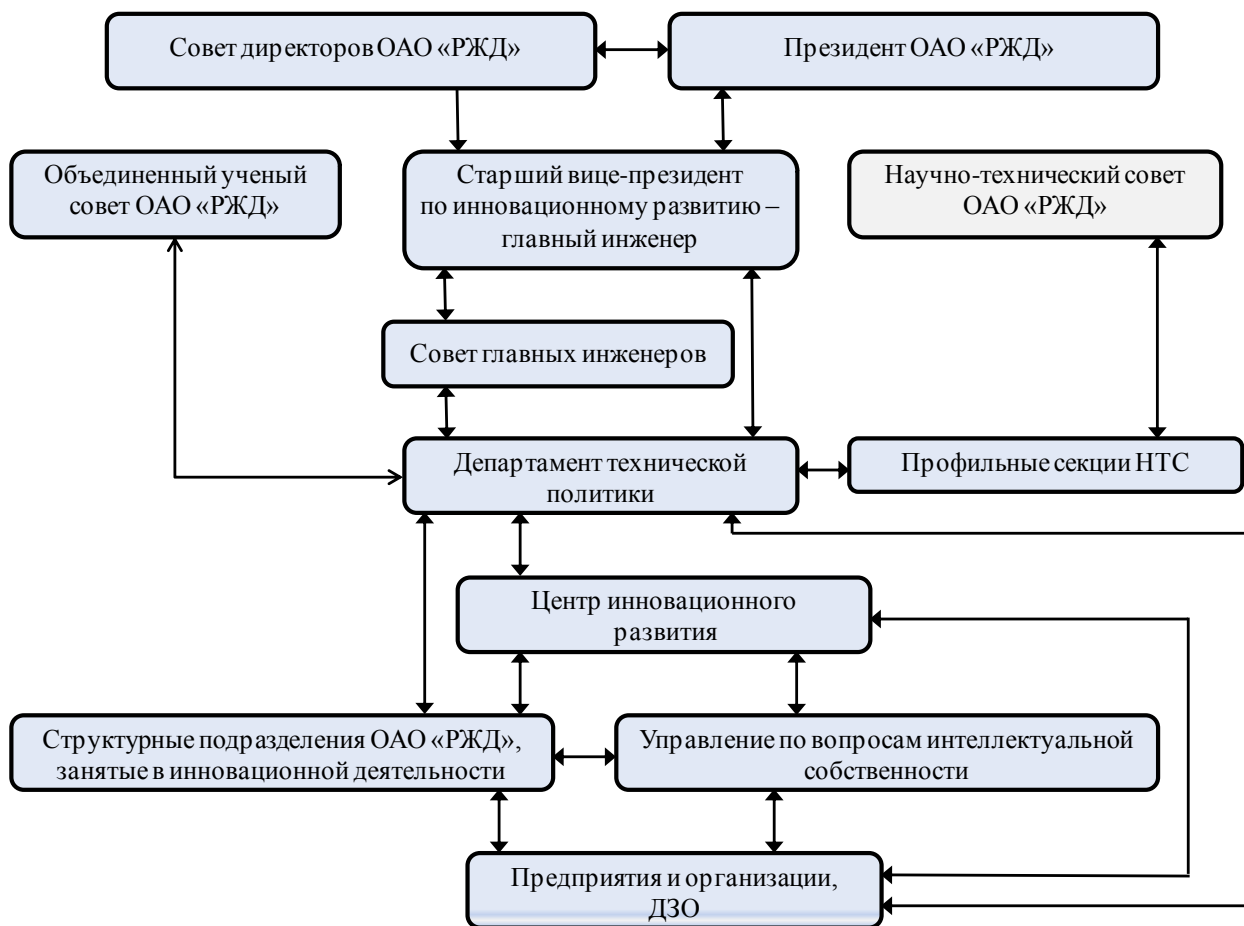 Совет директоров ОАО «РЖД»
Президент ОАО «РЖД»
Объединенный ученый
совет ОАО «РЖД»
Старший вице-президент
по инновационному развитию –
главный инженер
Научно-технический совет
ОАО «РЖД»
Совет главных инженеров
Департамент технической
политики
Профильные секции НТС
Центр инновационного
развития
Структурные подразделения ОАО «РЖД»,
занятые в инновационной деятельности
Управление по вопросам интеллектуальной
собственности
Предприятия и организации,
ДЗО